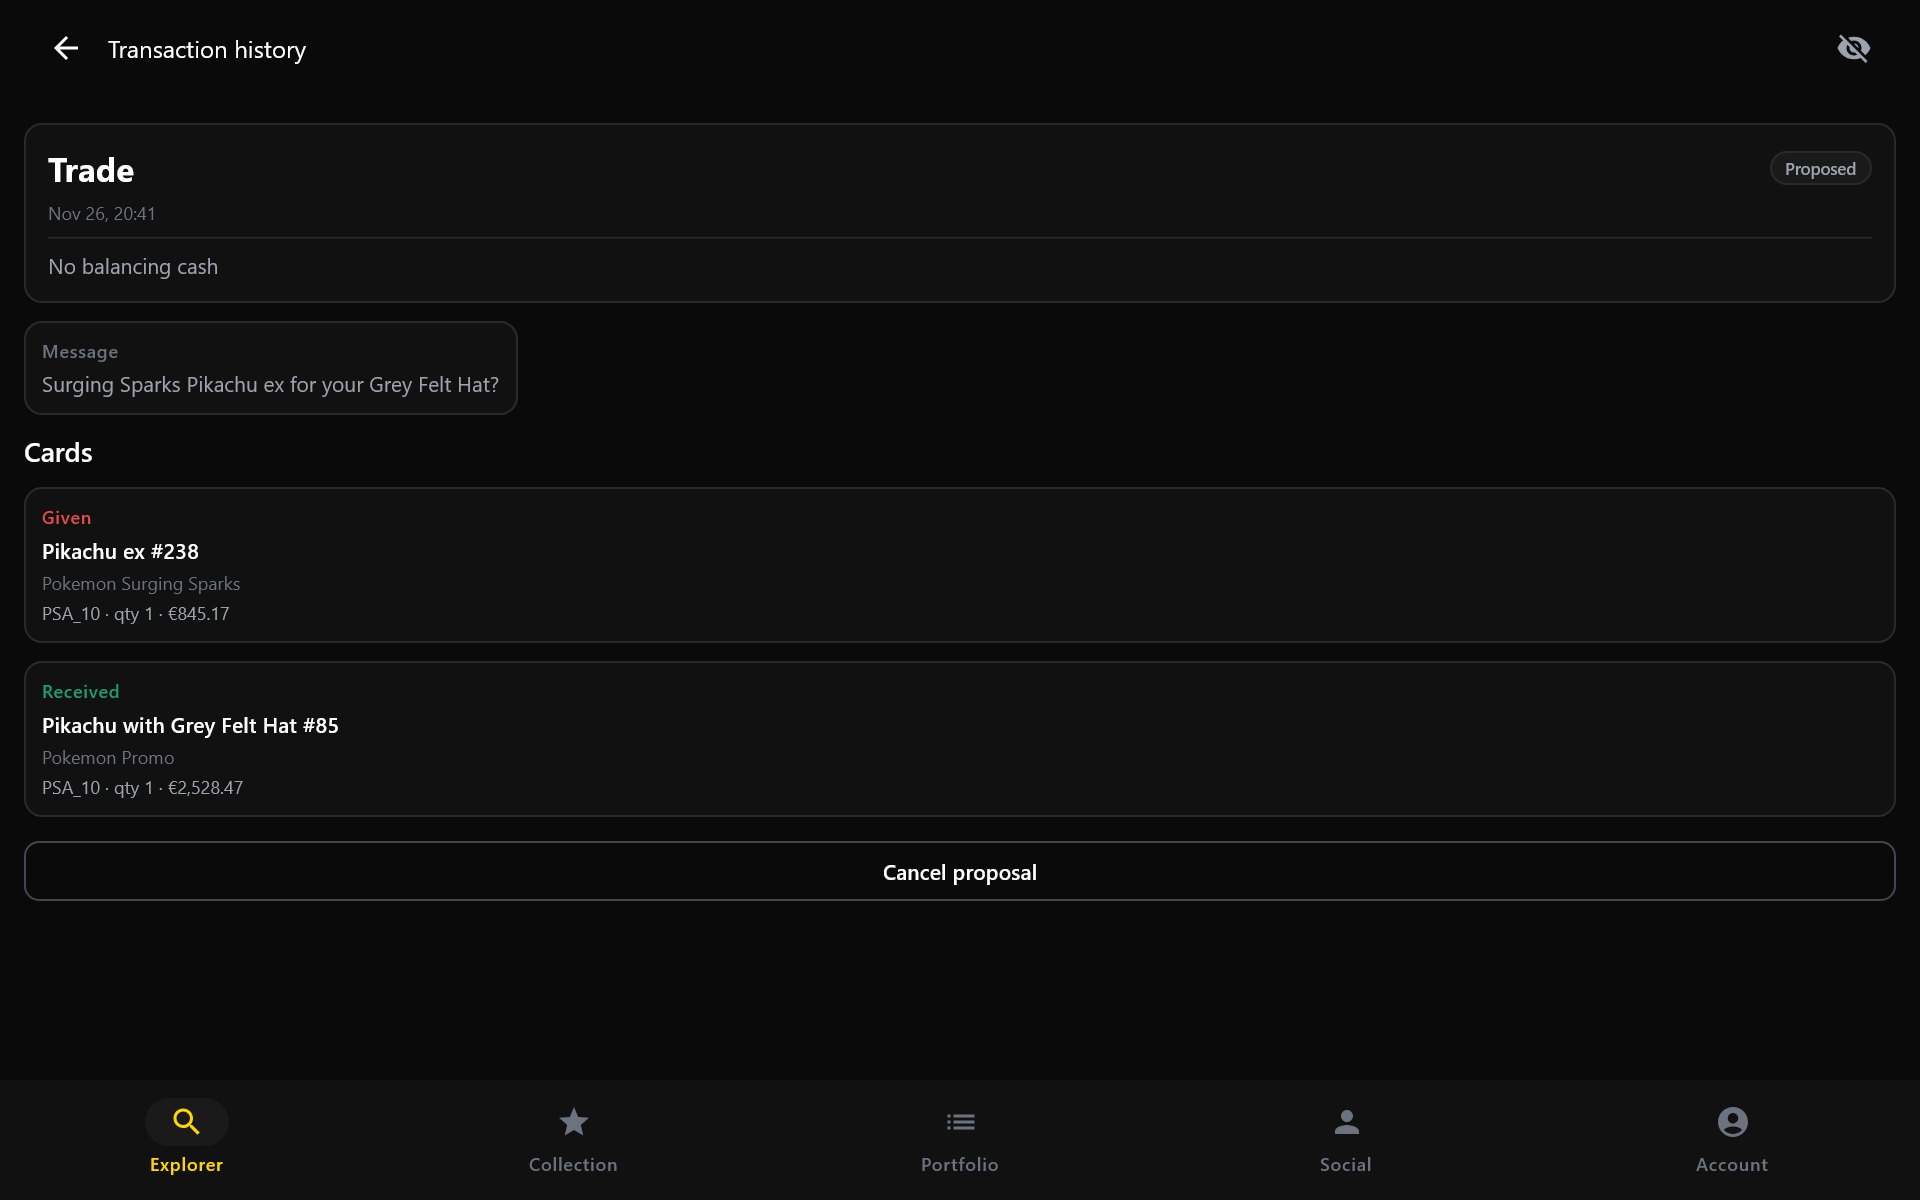 Transaction history
Trade
Proposed
Nov 26, 20:41
No balancing cash
Message
Surging Sparks Pikachu ex for your Grey Felt Hat?
Cards
Given
Pikachu ex #238
Pokemon Surging Sparks
PSA_10 · qty 1 · €845.17
Received
Pikachu with Grey Felt Hat #85
Pokemon Promo
PSA_10 · qty 1 · €2,528.47
Cancel proposal
Explorer
Collection
Portfolio
Social
Account